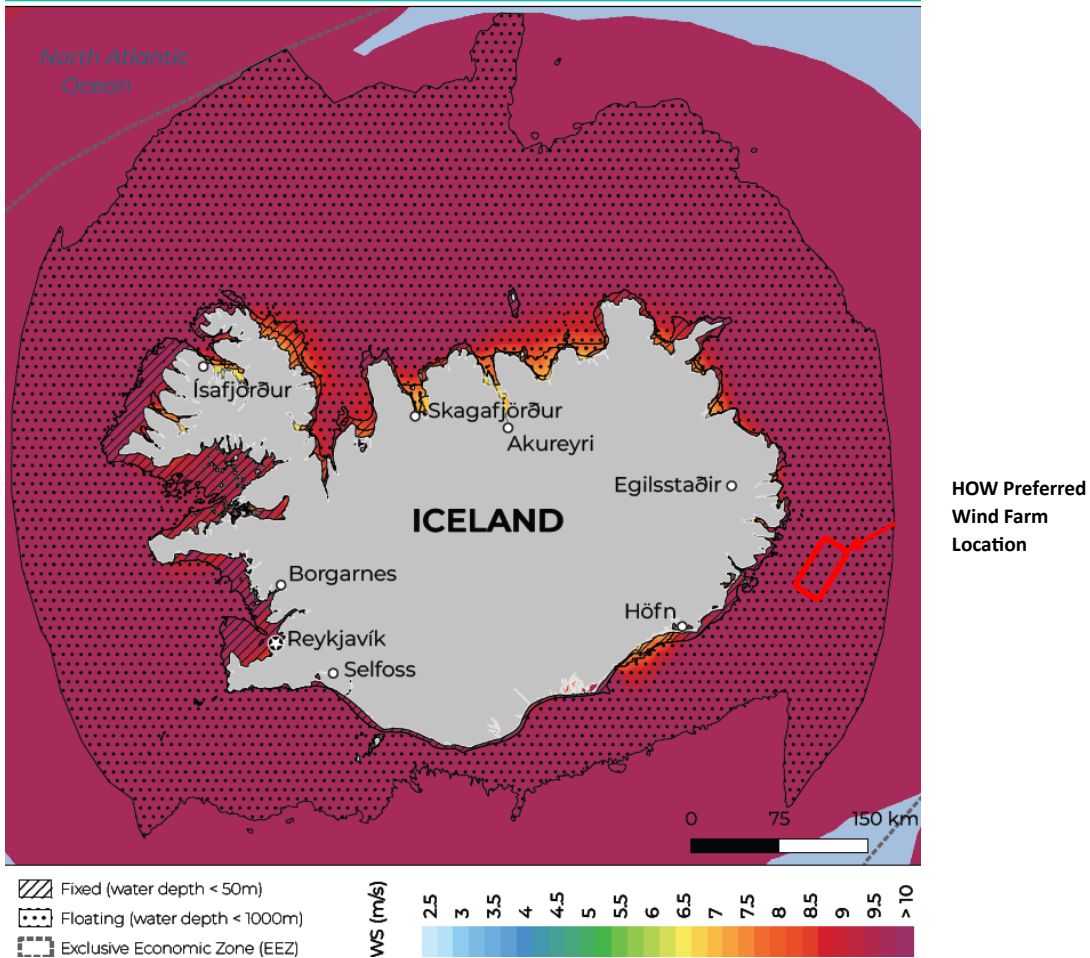 North Atlantic
Ocean
Ísafjörður
Skagafjörður
Akureyri
Egilsstaðir
ICELAND
HOW Preferred
Wind Farm
Location
Borgarnes
Höfn
Reykjavík
Selfoss
0 75 150 km
Fixed (water depth < 50m)
Floating (water depth < 1000m)
Exclusive Economic Zone (EEZ)
WS (m/s)
2.5 3 3.5 4 4.5 5 5.5 6 6.5 7 7.5 8 8.5 9 9.5 > 10